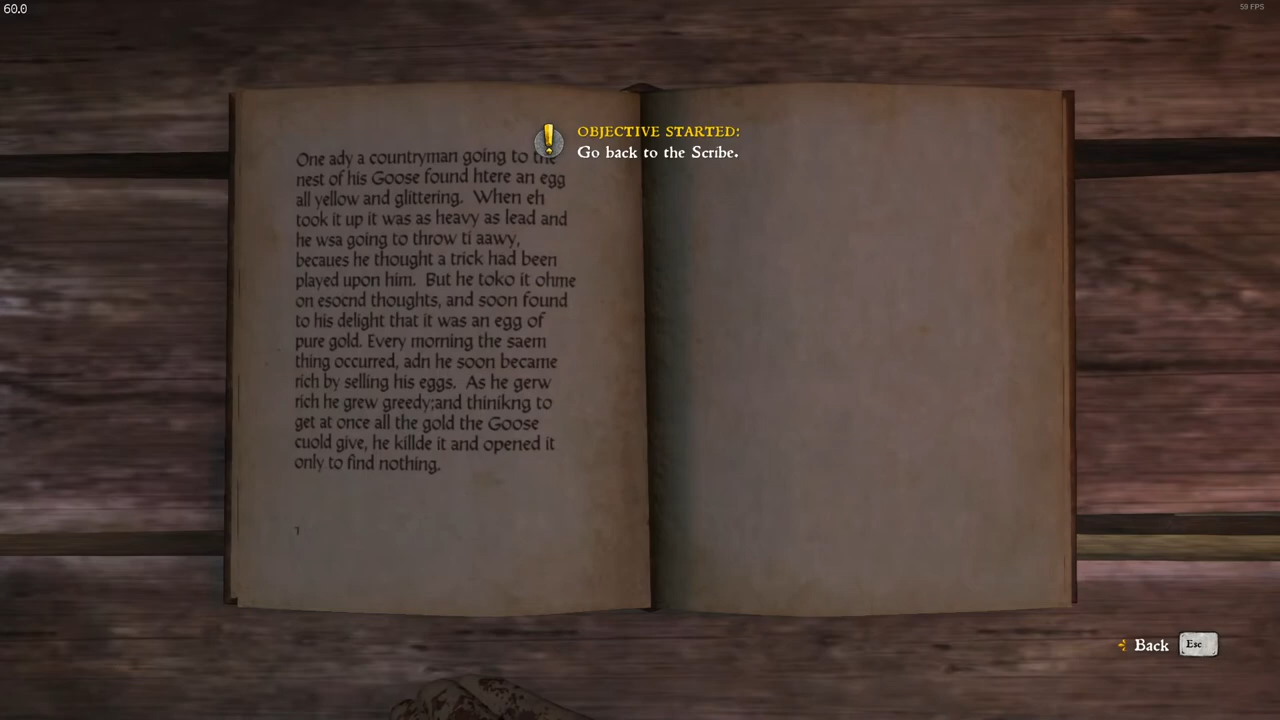 60.0
59 FPS
OBJECTIVE STARTED:
Go back to the Scribe.
One ady a countryman going to the
nest of his Goose found htere an egg
all yellow and glittering. When eh
took it up it was as heavy as lead and
he wsa going to throw ti aawy,
becaues he thought a trick had been
played upon him. But he toko it ohme
on esocnd thoughts, and soon found
to his delight that it was an egg of
pure gold. Every morning the saem
thing occurred, adn he soon became
rich by selling his eggs. As he gerw
rich he grew greedy;and thinikng to
get at once all the gold the Goose
cuold give, he killde it and opened it
only to find nothing.
1
Back Esc